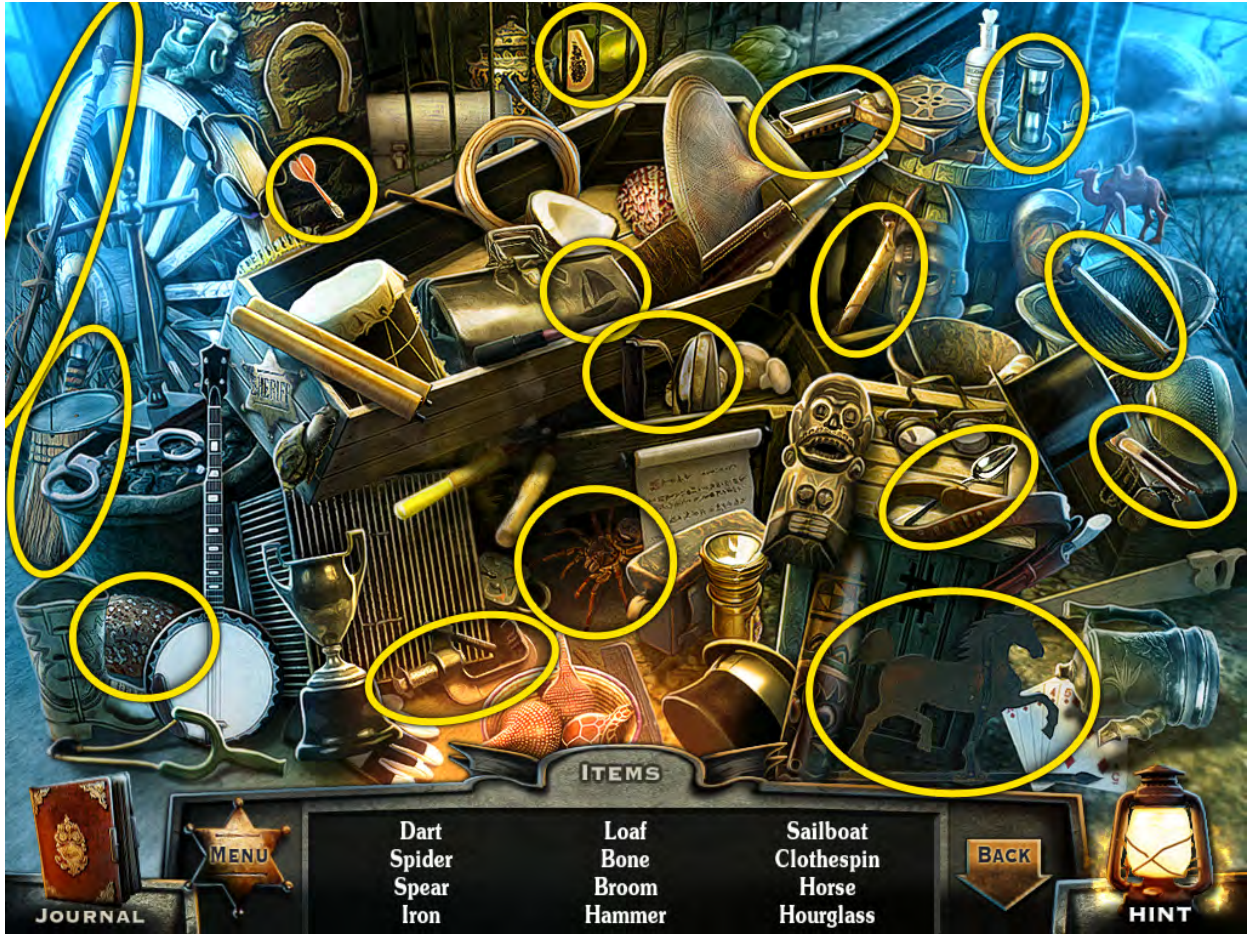 SHERIFF
ITEMS
Dart Loaf Sailboat
Spider Bone Clothespin
Spear Broom Horse
Iron Hammer Hourglass
MENU
BACK
JOURNAL
HINT